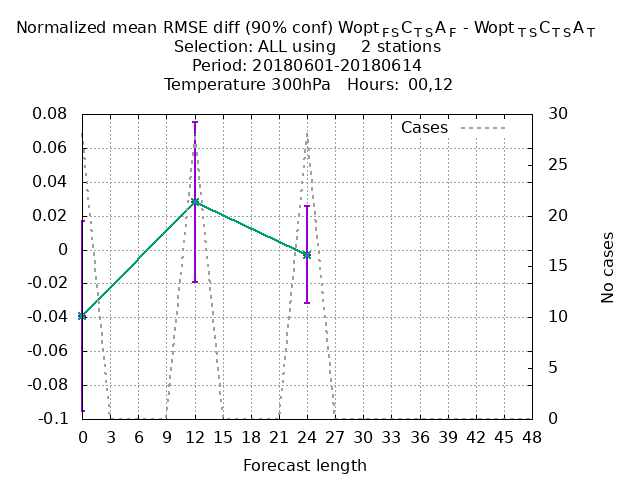 Normalized mean RMSE diff (90% conf) Wopt FS C TS A F - Wopt TS C TS A T
Selection: ALL using 2 stations
Period: 20180601-20180614
Temperature 300hPa Hours: 00,12
Cases
0.08
0.06
0.04
0.02
0
-0.02
-0.04
-0.06
-0.08
-0.1
30
25
20
15
10
5
0
No cases
0 3 6 9 12 15 18 21 24 27 30 33 36 39 42 45 48
Forecast length